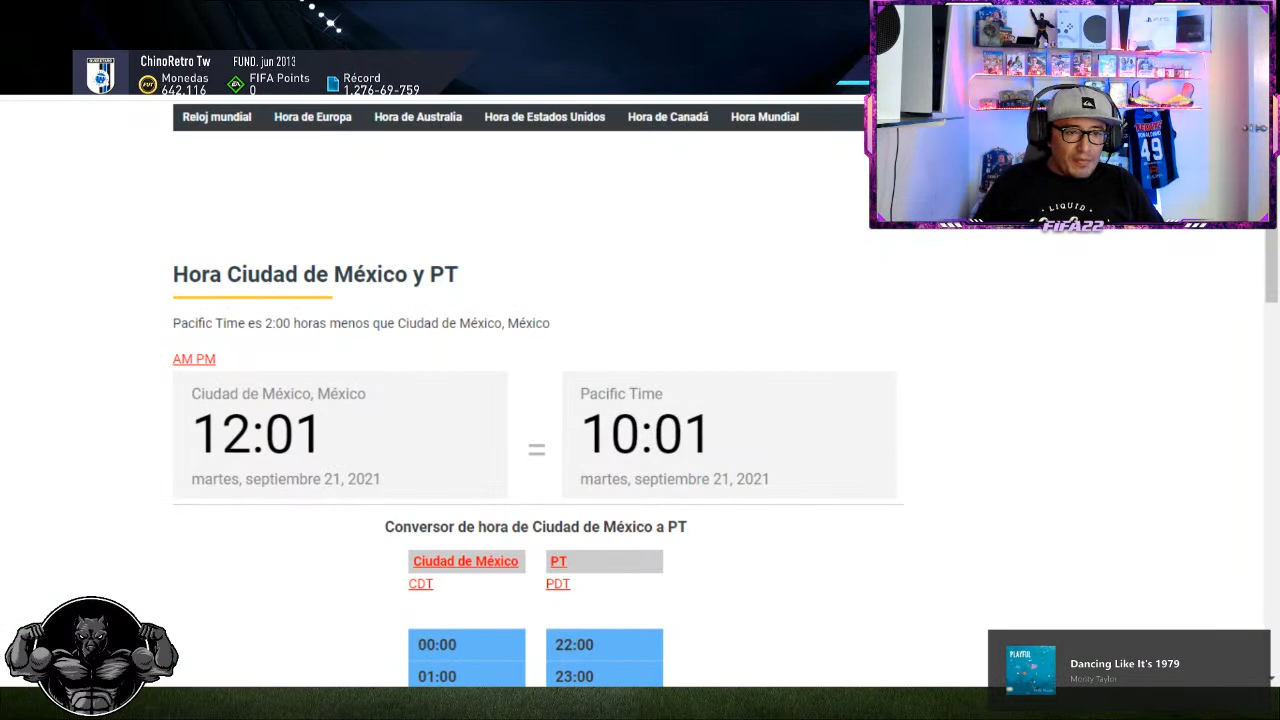 ChinoRetro Tw FUND. jun 2013
Monedas
642,116
FIFA Points
0
Récord
1,276-69-759
Reloj mundial Hora de Europa Hora de Australia Hora de Estados Unidos Hora de Canadá Hora Mundial
49
LIQUID
FIFA22
Hora Ciudad de México y PT
Pacific Time es 2:00 horas menos que Ciudad de México, México
AM PM
Ciudad de México, México
12:01
martes, septiembre 21, 2021
=
Pacific Time
10:01
martes, septiembre 21, 2021
Conversor de hora de Ciudad de México a PT
Ciudad de México PT
CDT PDT
00:00 22:00
01:00 23:00
PLAYFUL
Dancing Like It's 1979
Monty Taylor